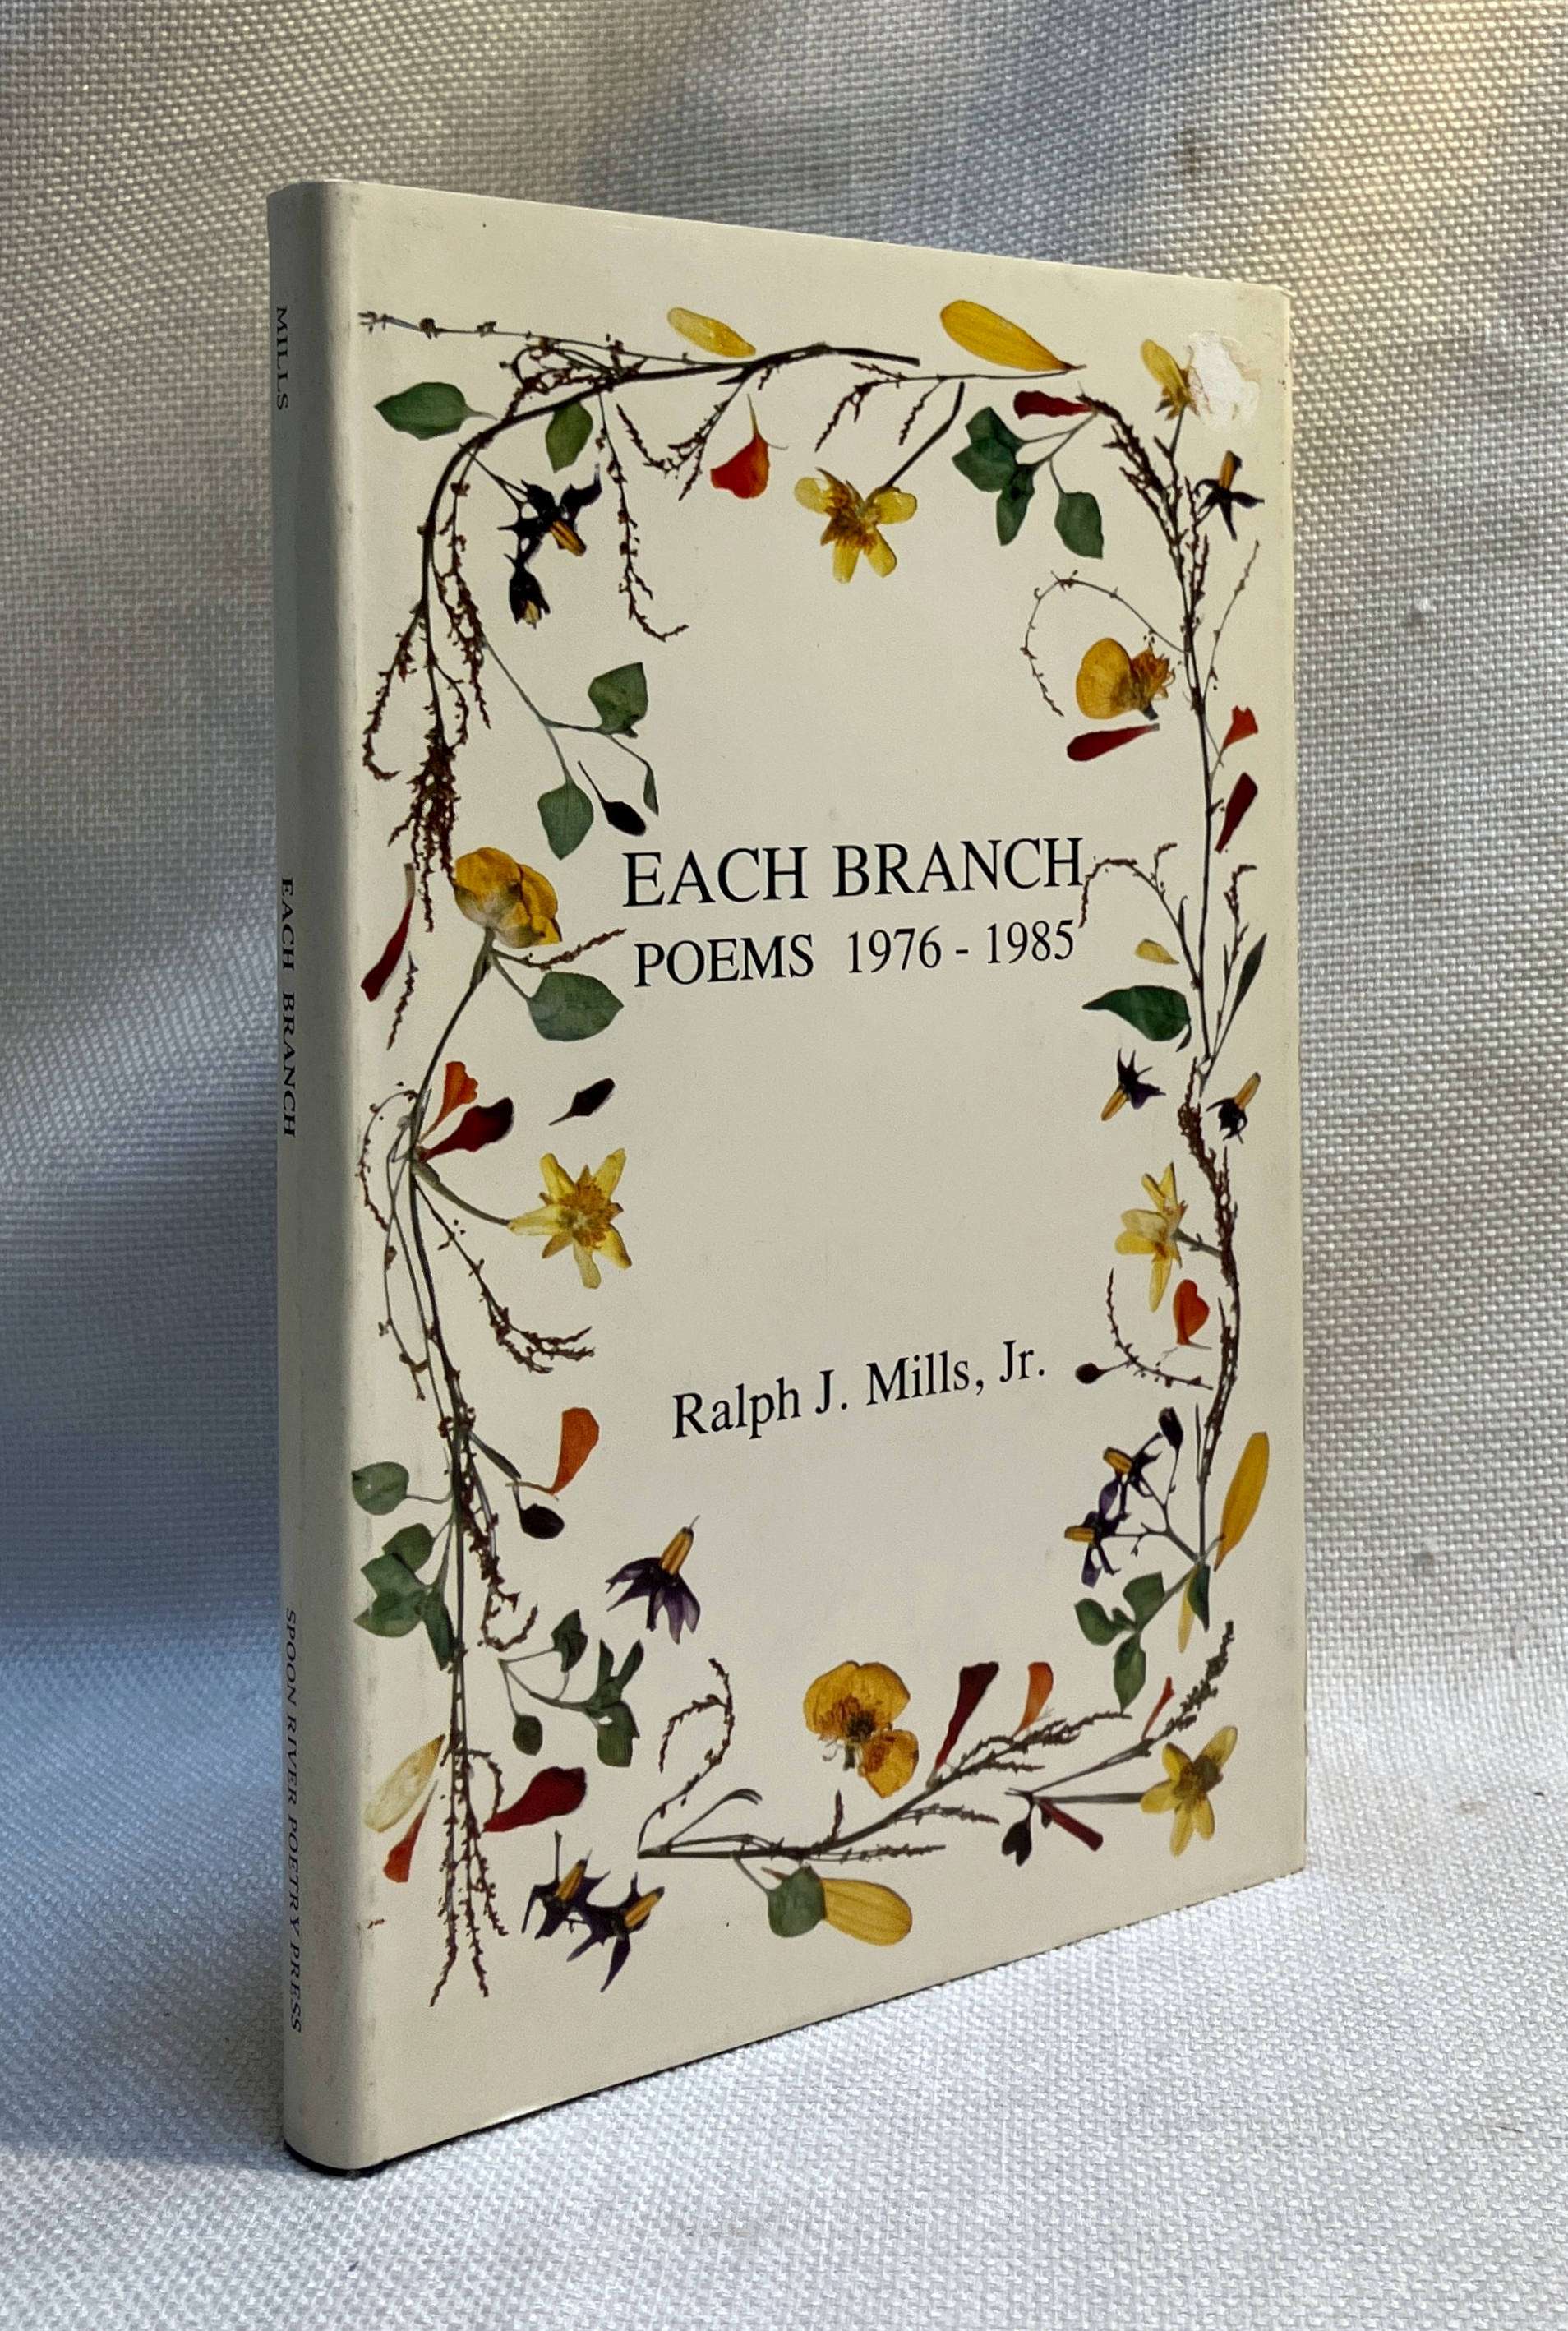 MILLS
EACH BRANCH
SPOON RIVER POETRY PRESS
EACH BRANCH
POEMS 1976 - 1985
Ralph J. Mills, Jr.